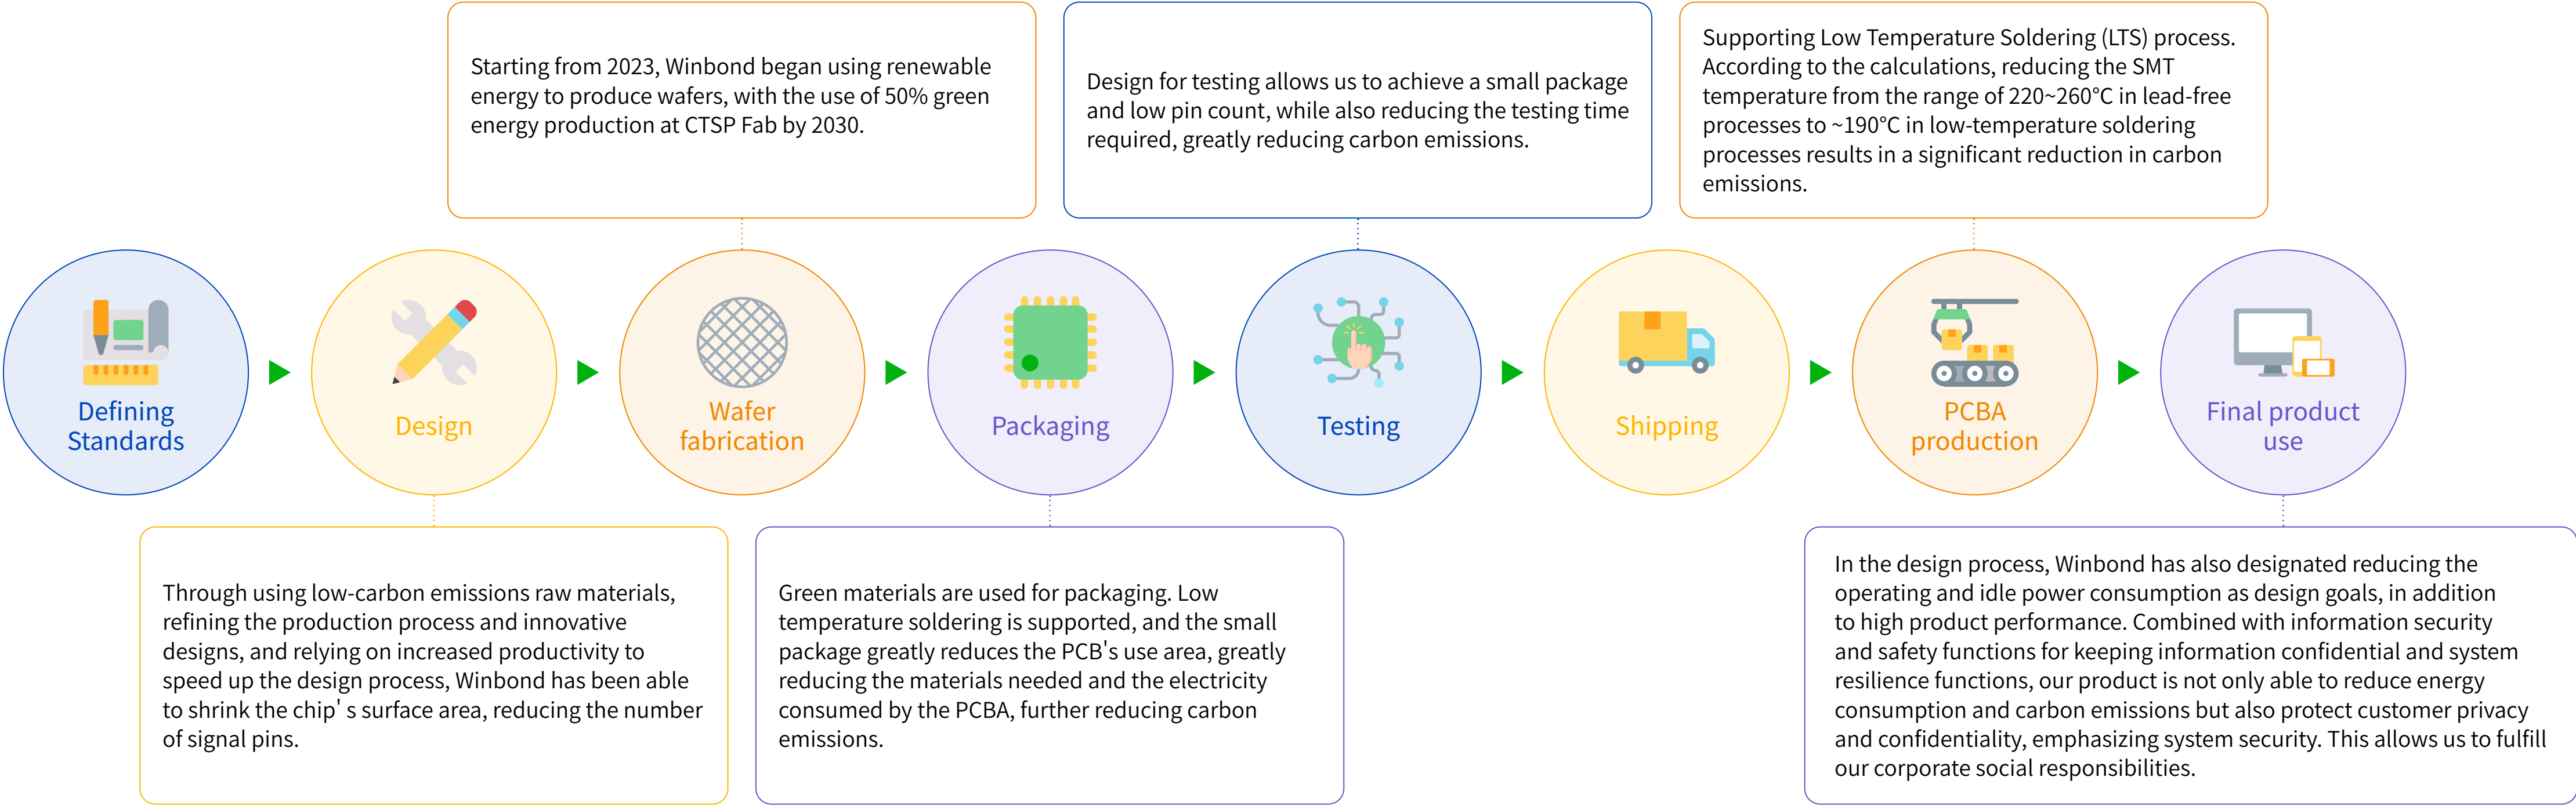 Starting from 2023, Winbond began using renewable
energy to produce wafers, with the use of 50% green
energy production at CTSP Fab by 2030.
Design for testing allows us to achieve a small package
and low pin count, while also reducing the testing time
required, greatly reducing carbon emissions.
Supporting Low Temperature Soldering (LTS) process.
According to the calculations, reducing the SMT
temperature from the range of 220~260°C in lead-free
processes to ~190°C in low-temperature soldering
processes results in a significant reduction in carbon
emissions.
Defining
Standards
Design
Wafer
fabrication
Packaging
Testing
Shipping
PCBA
production
Final product
use
Through using low-carbon emissions raw materials,
refining the production process and innovative
designs, and relying on increased productivity to
speed up the design process, Winbond has been able
to shrink the chip' s surface area, reducing the number
of signal pins.
Green materials are used for packaging. Low
temperature soldering is supported, and the small
package greatly reduces the PCB's use area, greatly
reducing the materials needed and the electricity
consumed by the PCBA, further reducing carbon
emissions.
In the design process, Winbond has also designated reducing the
operating and idle power consumption as design goals, in addition
to high product performance. Combined with information security
and safety functions for keeping information confidential and system
resilience functions, our product is not only able to reduce energy
consumption and carbon emissions but also protect customer privacy
and confidentiality, emphasizing system security. This allows us to fulfill
our corporate social responsibilities.